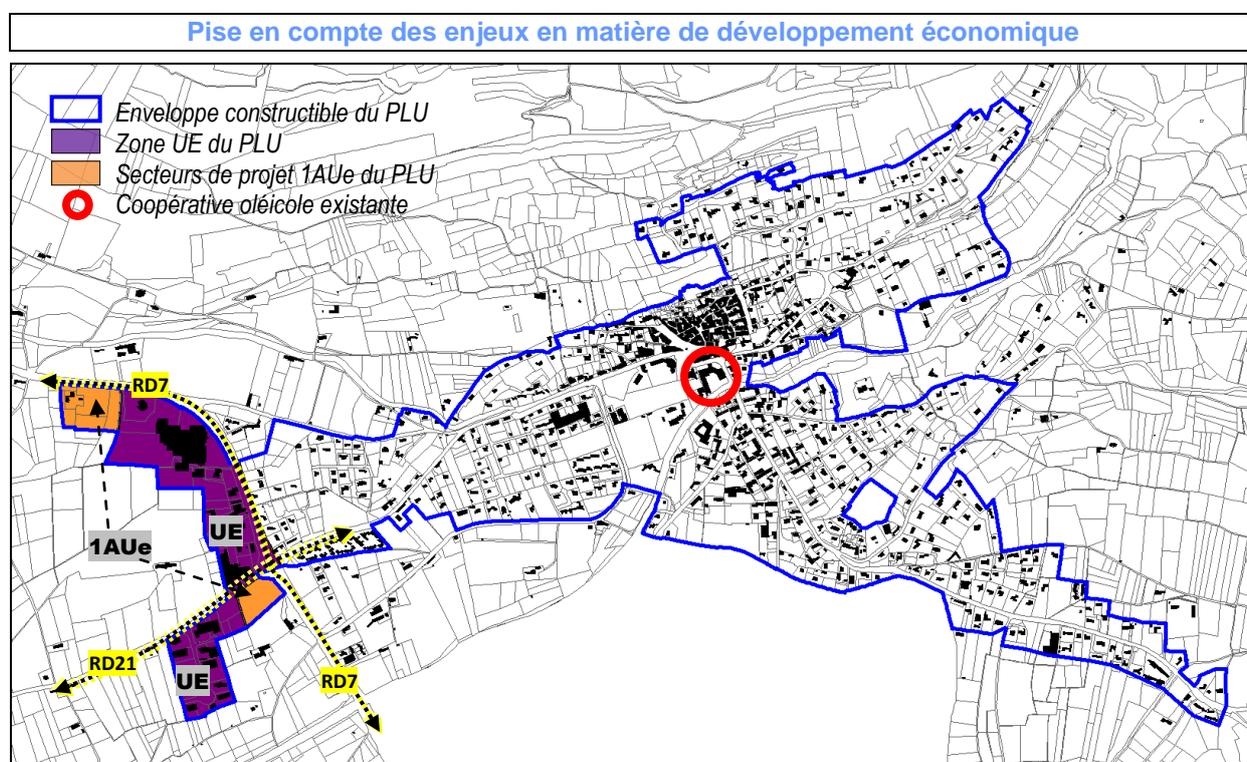 Pise en compte des enjeux en matière de développement économique
Enveloppe constructible du PLU
Zone UE du PLU
Secteurs de projet 1AUe du PLU
Coopérative oléicole existante
RD7
UE
1AUe
RD21
UE
RD7